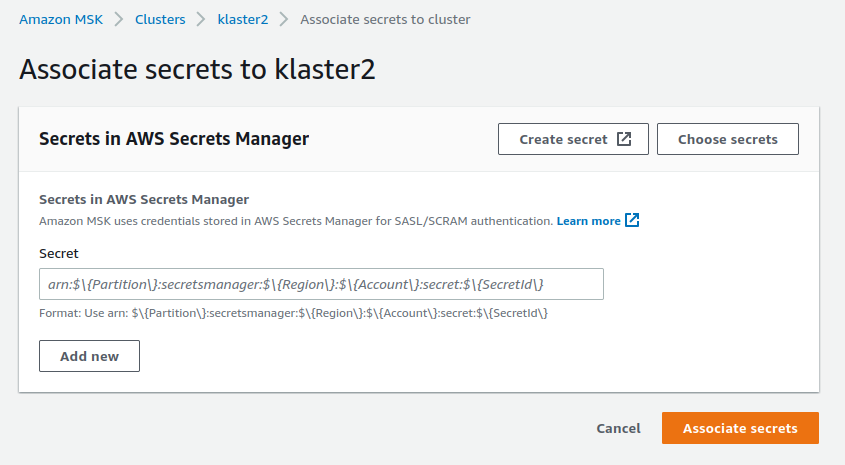 Amazon MSK > Clusters > klaster2 > Associate secrets to cluster
Associate secrets to klaster2
Secrets in AWS Secrets Manager
Create secret
Choose secrets
Secrets in AWS Secrets Manager
Amazon MSK uses credentials stored in AWS Secrets Manager for SASL/SCRAM authentication. Learn more
Secret
arn:$\{Partition\}:secretsmanager:$\{Region\}:$\{Account\}:secret:$\{SecretId\}
Format: Use arn: $\{Partition\}:secretsmanager:$\{Region\}:$\{Account\}:secret:$\{SecretId\}
Add new
Cancel
Associate secrets